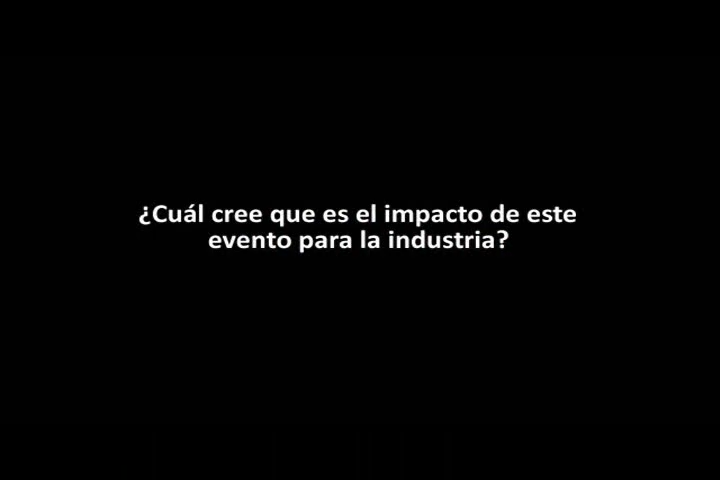 ¿Cuál cree que es el impacto de este
evento para la industria?